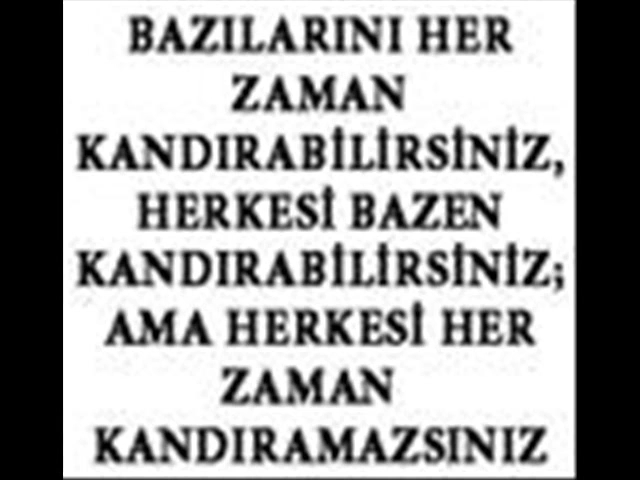 BAZILARINI HER
ZAMAN
KANDIRABİLİRSİNİZ,
HERKESİ BAZEN
KANDIRABİLİRSİNİZ;
AMA HERKESİ HER
ZAMAN
KANDIRAMAZSINIZ